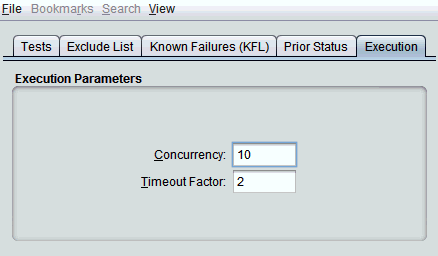 File Bookmarks Search View
Tests Exclude List Known Failures (KFL) Prior Status Execution
Execution Parameters
Concurrency: 10
Timeout Factor: 2